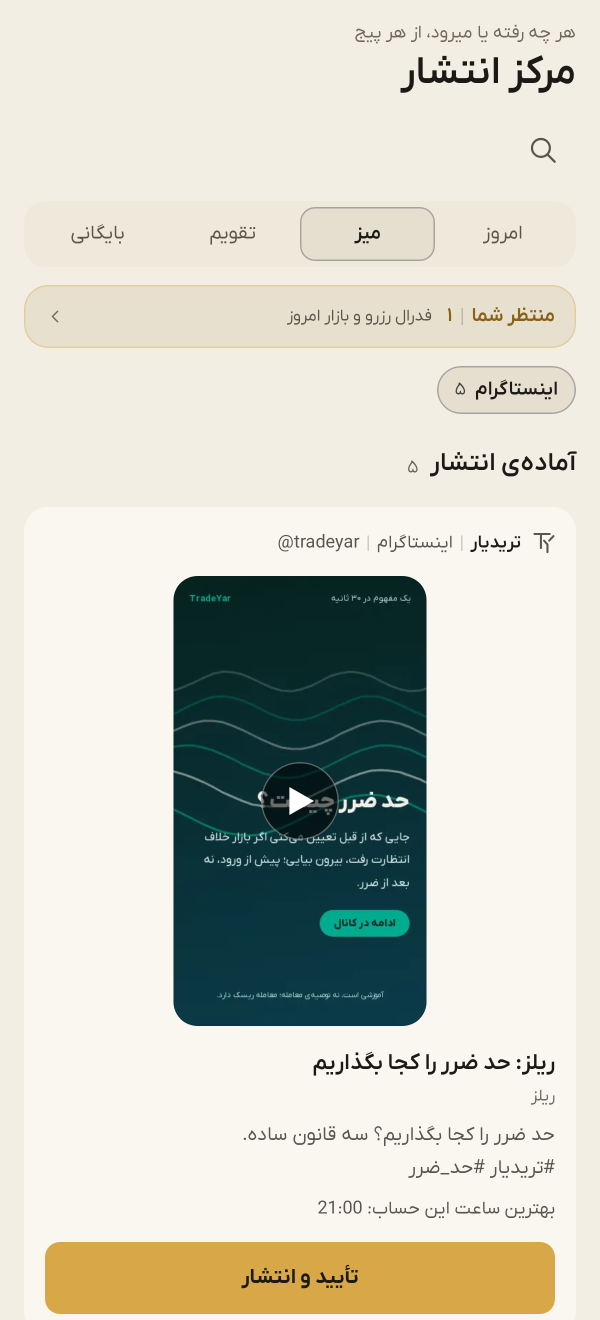 هر چه رفته یا میرود، از هر پیج
مرکز انتشار
امروز
میز
تقویم
بایگانی
منتظر شما | ۱ فدرال رزرو و بازار امروز
اینستاگرام ۵
آماده‌ی انتشار ۵
تریدیار | اینستاگرام | @tradeyar
یک مفهوم در ۳۰ ثانیه
TradeYar
حد ضرر چیست؟
جایی که از قبل تعیین می‌کنی اگر بازار خلاف
انتظارت رفت، بیرون بیایی؛ پیش از ورود، نه
بعد از ضرر.
ادامه در کانال
آموزشی است، نه توصیه‌ی معامله؛ معامله ریسک دارد.
ریلز: حد ضرر را کجا بگذاریم
ریلز
حد ضرر را کجا بگذاریم؟ سه قانون ساده.
#تریدیار #حد_ضرر
بهترین ساعت این حساب: 21:00
تأیید و انتشار